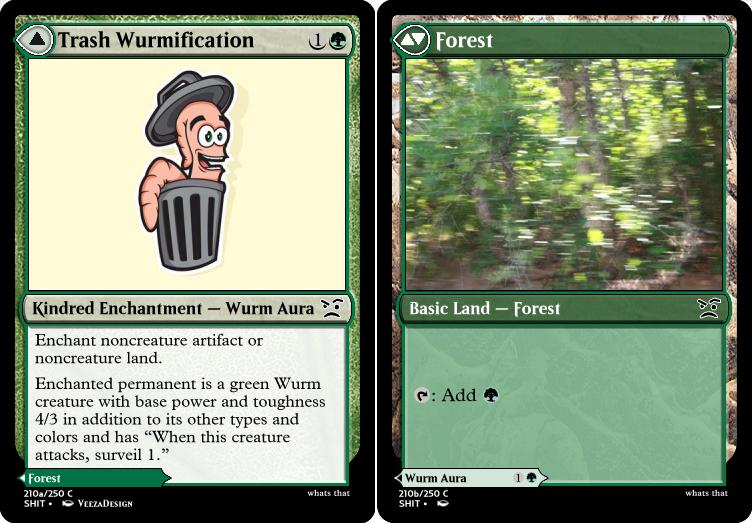 Trash Wurmification 1
Kindred Enchantment — Wurm Aura
Enchant noncreature artifact or
noncreature land.
Enchanted permanent is a green Wurm
creature with base power and toughness
4/3 in addition to its other types and
colors and has “When this creature
attacks, surveil 1.”
Forest
210a/250 C
SHIT • VEEZADESIGN
whats that
Forest
Basic Land — Forest
: Add
Wurm Aura 1
210b/250 C
SHIT •
whats that